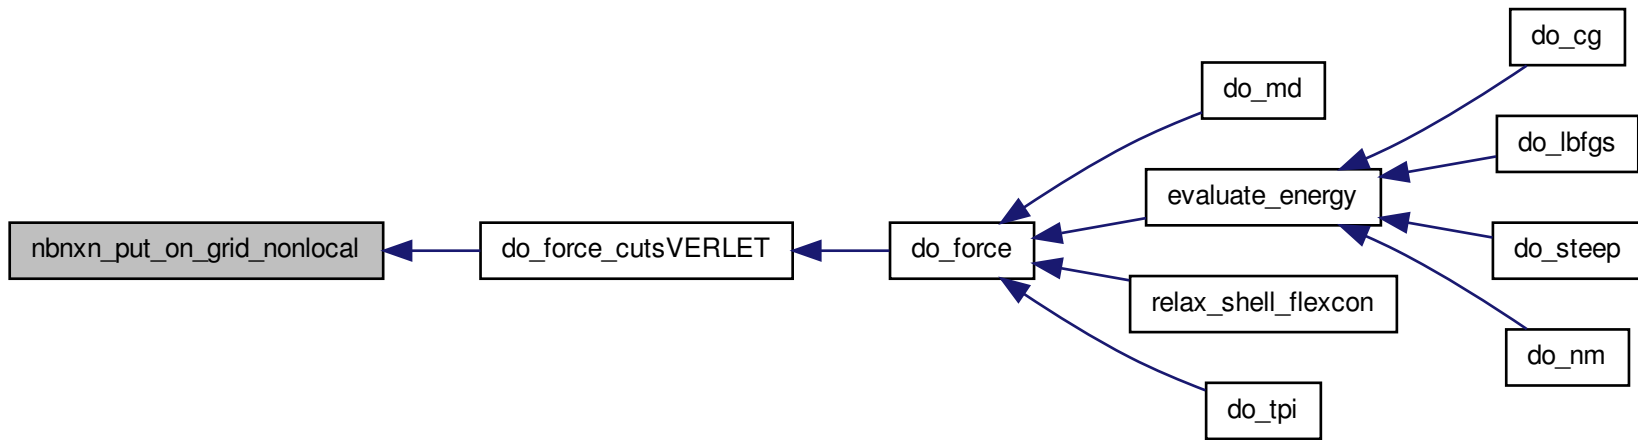 do_cg
do_md
do_lbfgs
evaluate_energy
nbnxn_put_on_grid_nonlocal
do_force_cutsVERLET
do_force
do_steep
relax_shell_flexcon
do_nm
do_tpi